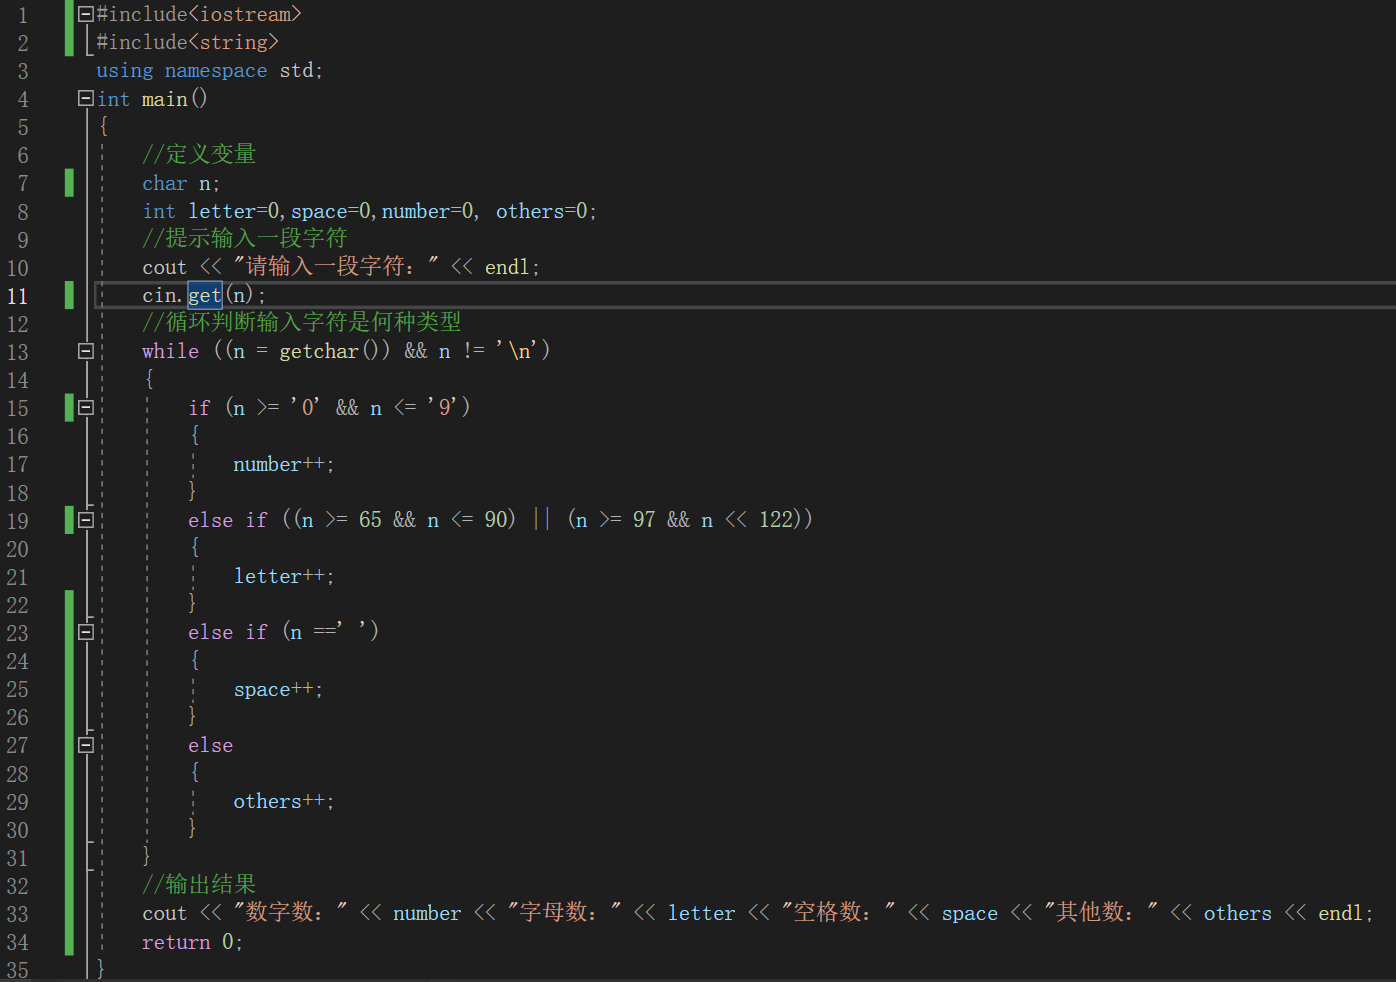 1 #include<iostream>
2 #include<string>
3 using namespace std;
4 int main()
5 {
6 //定义变量
7 char n;
8 int letter=0,space=0,number=0, others=0;
9 //提示输入一段字符
10 cout << "请输入一段字符：" << endl;
11 cin.get(n);
12 //循环判断输入字符是何种类型
13 while ((n = getchar()) && n != '\n')
14 {
15 if (n >= '0' && n <= '9')
16 {
17 number++;
18 }
19 else if ((n >= 65 && n <= 90) || (n >= 97 && n << 122))
20 {
21 letter++;
22 }
23 else if (n ==' ')
24 {
25 space++;
26 }
27 else
28 {
29 others++;
30 }
31 }
32 //输出结果
33 cout << "数字数：" << number << "字母数：" << letter << "空格数：" << space << "其他数：" << others << endl;
34 return 0;
35 }